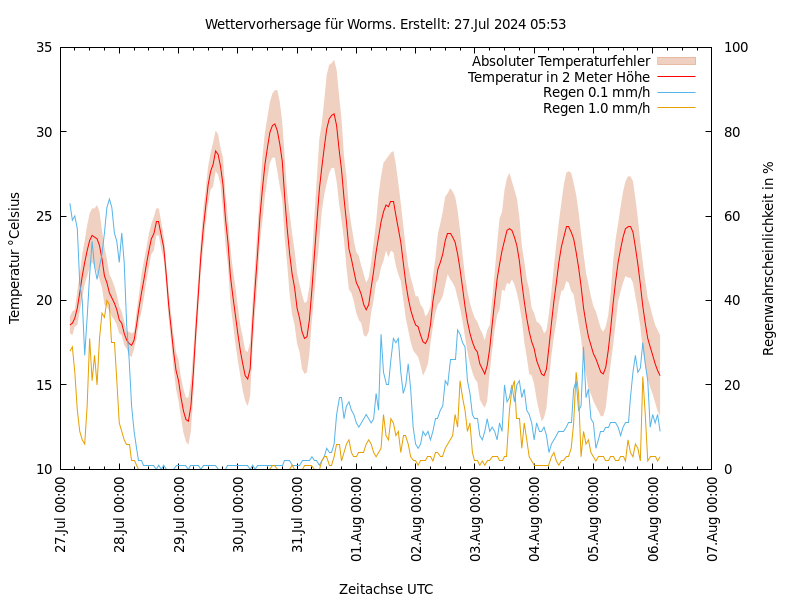 Wettervorhersage für Worms. Erstellt: 27.Jul 2024 05:53
Absoluter Temperaturfehler
Temperatur in 2 Meter Höhe
Regen 0.1 mm/h
Regen 1.0 mm/h
Temperatur °Celsius
35
30
25
20
15
10
100
80
60
40
20
0
Regenwahrscheinlichkeit in %
27.Jul 00:00
28.Jul 00:00
29.Jul 00:00
30.Jul 00:00
31.Jul 00:00
01.Aug 00:00
02.Aug 00:00
03.Aug 00:00
04.Aug 00:00
05.Aug 00:00
06.Aug 00:00
07.Aug 00:00
Zeitachse UTC